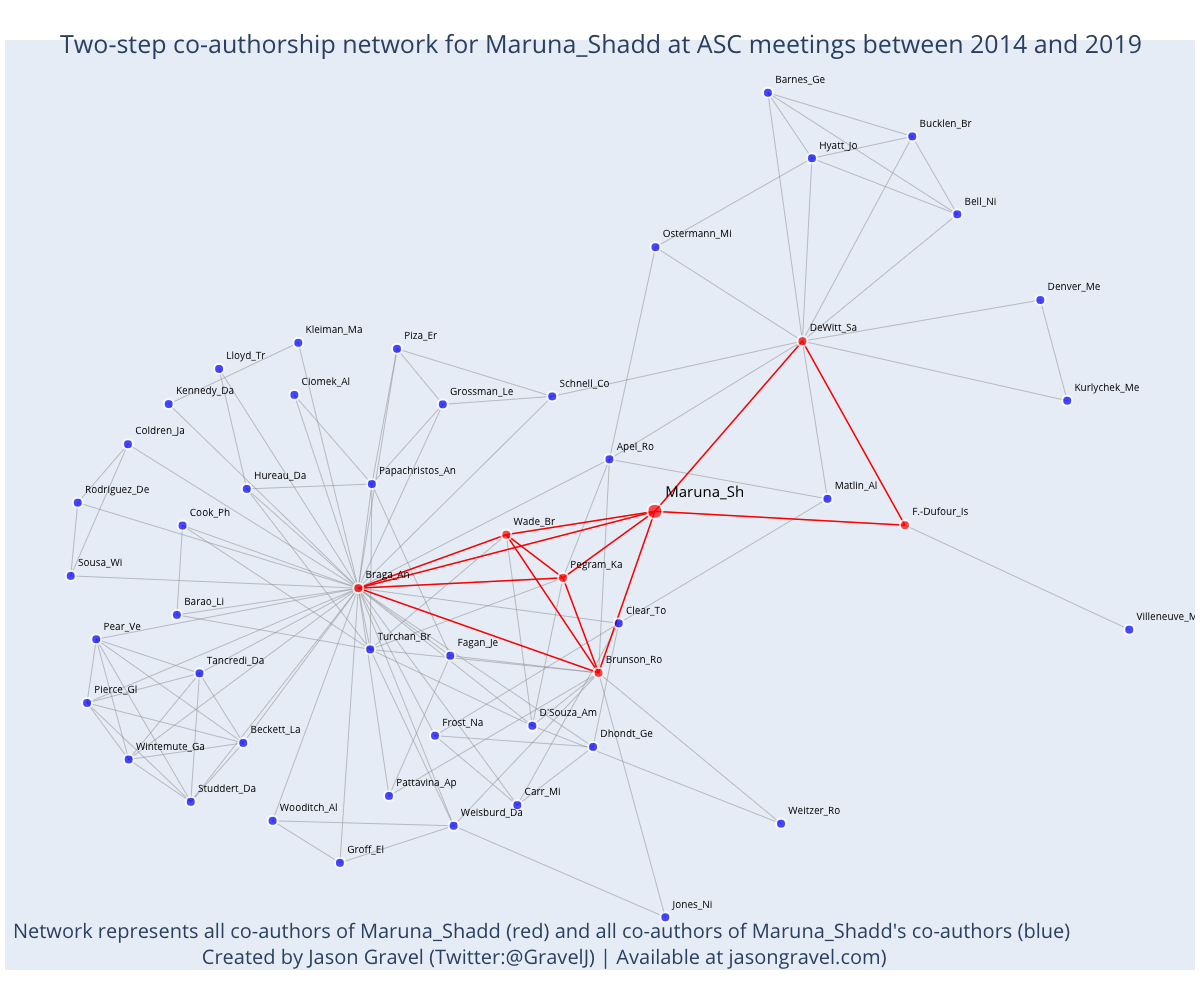 Two-step co-authorship network for Maruna_Shadd at ASC meetings between 2014 and 2019
Barnes_Ge
Bucklen_Br
Hyatt_Jo
Bell_Ni
Ostermann_Mi
Denver_Me
DeWitt_Sa
Kleiman_Ma
Piza_Er
Lloyd_Tr
Ciomek_Al
Schnell_Co
Kurlychek_Me
Kennedy_Da
Grossman_Le
Coldren_Ja
Apel_Ro
Papachristos_An
Hureau_Da
Matlin_Al
Rodriguez_De
Maruna_Sh
Cook_Ph
F.-Dufour_Is
Wade_Br
Sousa_Wi
Pegram_Ka
Braga_An
Barao_Li
Clear_To
Villeneuve_M
Pear_Ve
Turchan_Br
Fagan_Je
Tancredi_Da
Brunson_Ro
Pierce_Gl
D'Souza_Am
Frost_Na
Beckett_La
Dhondt_Ge
Wintemute_Ga
Pattavina_Ap
Studdert_Da
Carr_Mi
Wooditch_Al
Weisburd_Da
Weitzer_Ro
Groff_El
Jones_Ni
Network represents all co-authors of Maruna_Shadd (red) and all co-authors of Maruna_Shadd's co-authors (blue)
Created by Jason Gravel (Twitter:@GravelJ) | Available at jasongravel.com)